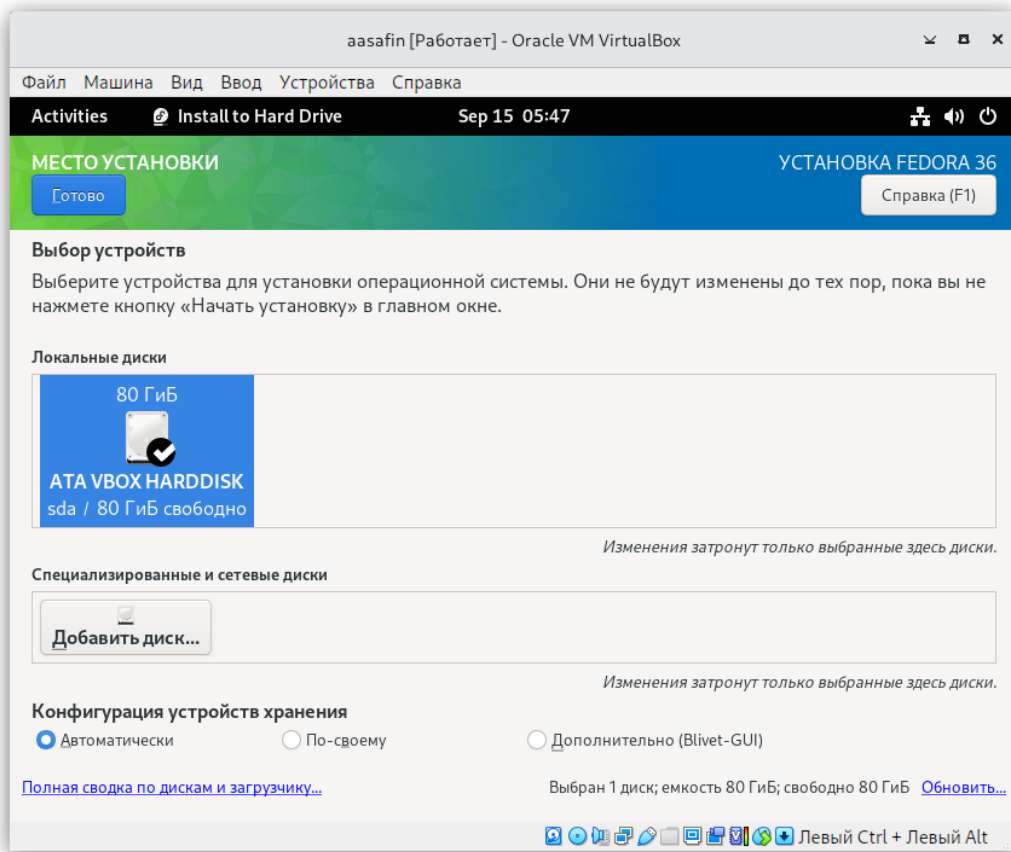 aasafin [Работает] - Oracle VM VirtualBox
Файл Машина Вид Ввод Устройства Справка
Activities Install to Hard Drive Sep 15 05:47
МЕСТО УСТАНОВКИ УСТАНОВКА FEDORA 36
Готово Справка (F1)
Выбор устройств
Выберите устройства для установки операционной системы. Они не будут изменены до тех пор, пока вы не
нажмете кнопку «Начать установку» в главном окне.
Локальные диски
80 ГиБ
ATA VBOX HARDDISK
sda / 80 ГиБ свободно
Изменения затронут только выбранные здесь диски.
Специализированные и сетевые диски
Добавить диск...
Изменения затронут только выбранные здесь диски.
Конфигурация устройств хранения
Автоматически По-своему Дополнительно (Blivet-GUI)
Полная сводка по дискам и загрузчику... Выбран 1 диск; емкость 80 ГиБ; свободно 80 ГиБ Обновить...
Левый Ctrl + Левый Alt